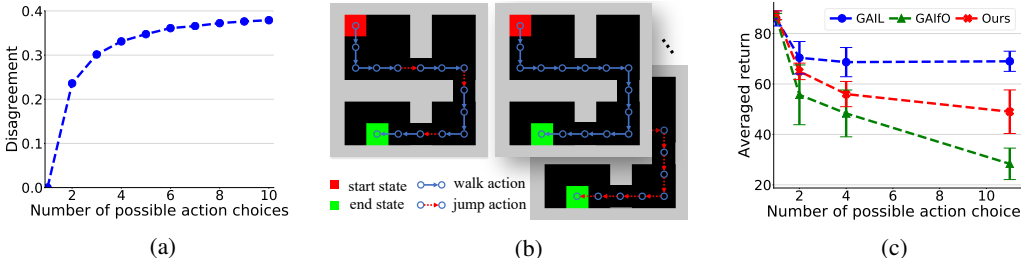 (a)
Disagreement
0.4
0.3
0.2
0.1
0.0
2
4
6
8
10
Number of possible action choices
(b)
start state
walk action
end state
jump action
(c)
GAIL
GAIfO
Ours
Averaged return
80
60
40
20
2
4
6
8
10
Number of possible action choice
(a)
(b)
(c)